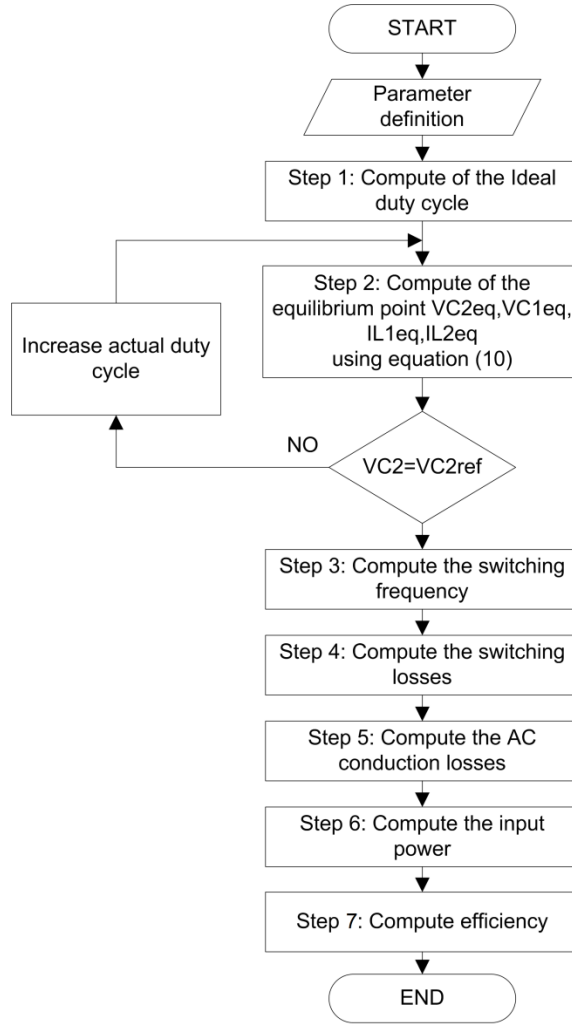 START
Parameter
definition
Step 1: Compute of the Ideal
duty cycle
Step 2: Compute of the
equilibrium point VC2eq,VC1eq,
IL1eq,IL2eq
using equation (10)
Increase actual duty
cycle
NO
VC2=VC2ref
Step 3: Compute the switching
frequency
Step 4: Compute the switching
losses
Step 5: Compute the AC
conduction losses
Step 6: Compute the input
power
Step 7: Compute efficiency
END